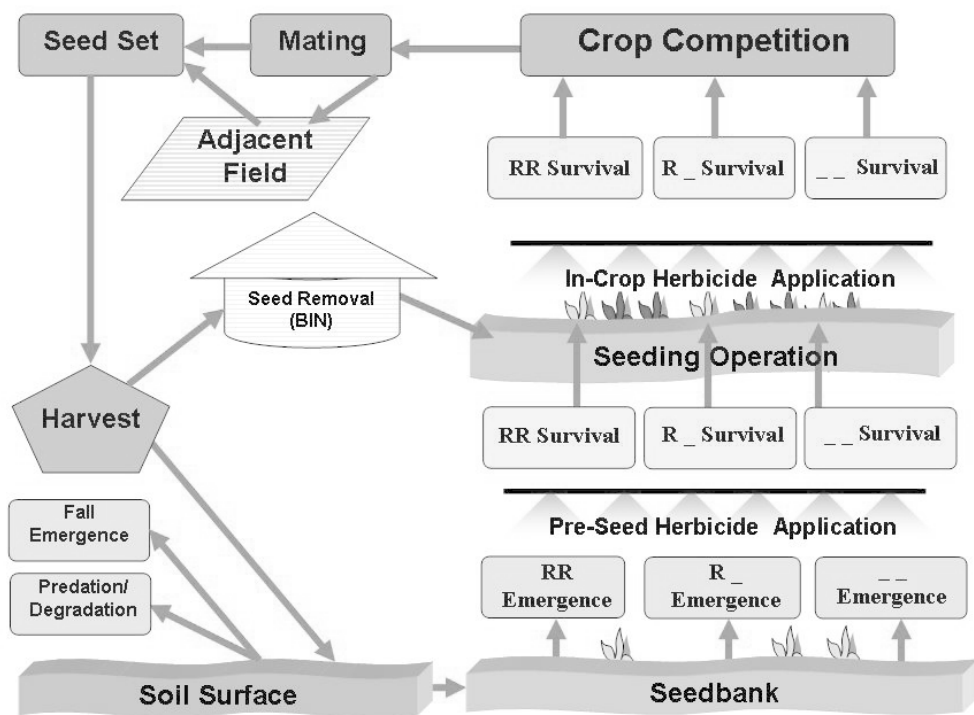 Seed Set
Mating
Crop Competition
Adjacent
Field
RR Survival
R _ Survival
_ _ Survival
Seed Removal
(BIN)
In-Crop Herbicide Application
Seeding Operation
Harvest
RR Survival
R _ Survival
_ _ Survival
Fall
Emergence
Pre-Seed Herbicide Application
Predation/
Degradation
RR
Emergence
R _
Emergence
_ _
Emergence
Soil Surface
Seedbank